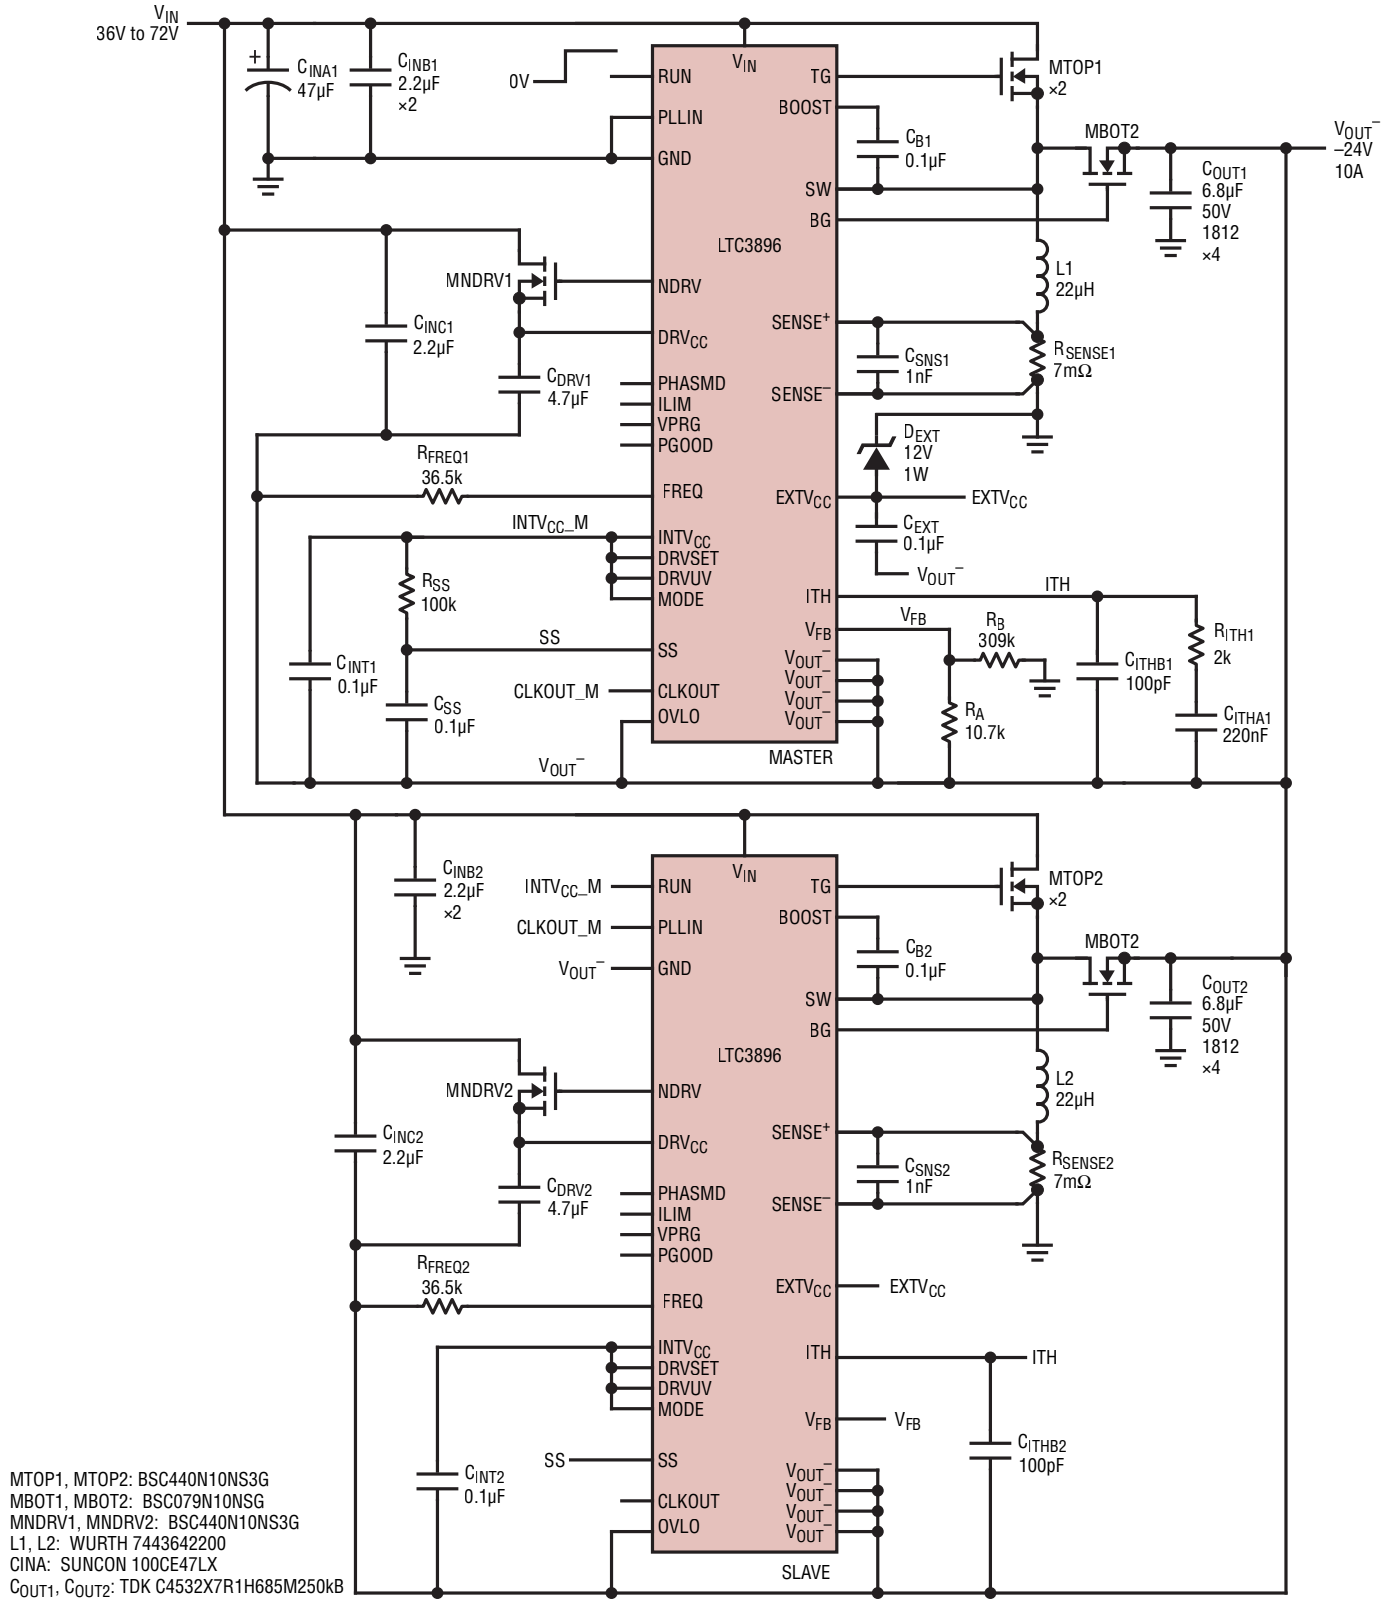 VIN
36V to 72V
CINA1
47µF
+
CINB1
2.2µF
×2
0V
RUN
PLLIN
GND
VIN
TG
BOOST
SW
BG
LTC3896
CB1
0.1µF
MTOP1
×2
MBOT2
VOUT–
–24V
10A
COUT1
6.8µF
50V
1812
×4
L1
22µH
MNDRV1
NDRV
DRVCC
CINC1
2.2µF
CDRV1
4.7µF
PHASMD
ILIM
VPRG
PGOOD
SENSE+
SENSE–
CSNS1
1nF
RSENSE1
7mΩ
DEXT
12V
1W
RFREQ1
36.5k
FREQ
EXTVCC
EXTVCC
CEXT
0.1µF
VOUT–
INTVCC_M
INTVCC
DRVSET
DRVUV
MODE
RSS
100k
SS
SS
CINT1
0.1µF
CSS
0.1µF
CLKOUT_M
CLKOUT
OVLO
VOUT–
ITH
ITH
VFB
VFB
RB
309k
VOUT–
VOUT–
VOUT–
VOUT–
RA
10.7k
CITHB1
100pF
RITH1
2k
CITHA1
220nF
MASTER
CINB2
2.2µF
×2
INTVCC_M
RUN
CLKOUT_M
PLLIN
VOUT–
GND
VIN
TG
BOOST
SW
BG
LTC3896
CB2
0.1µF
MTOP2
×2
MBOT2
COUT2
6.8µF
50V
1812
×4
L2
22µH
MNDRV2
NDRV
DRVCC
CINC2
2.2µF
CDRV2
4.7µF
PHASMD
ILIM
VPRG
PGOOD
SENSE+
SENSE–
CSNS2
1nF
RSENSE2
7mΩ
RFREQ2
36.5k
FREQ
EXTVCC
EXTVCC
INTVCC
DRVSET
DRVUV
MODE
ITH
ITH
VFB
VFB
CITHB2
100pF
SS
SS
CINT2
0.1µF
CLKOUT
OVLO
VOUT–
VOUT–
VOUT–
VOUT–
SLAVE
MTOP1, MTOP2: BSC440N10NS3G
MBOT1, MBOT2: BSC079N10NSG
MNDRV1, MNDRV2: BSC440N10NS3G
L1, L2: WURTH 7443642200
CINA: SUNCON 100CE47LX
COUT1, COUT2: TDK C4532X7R1H685M250kB